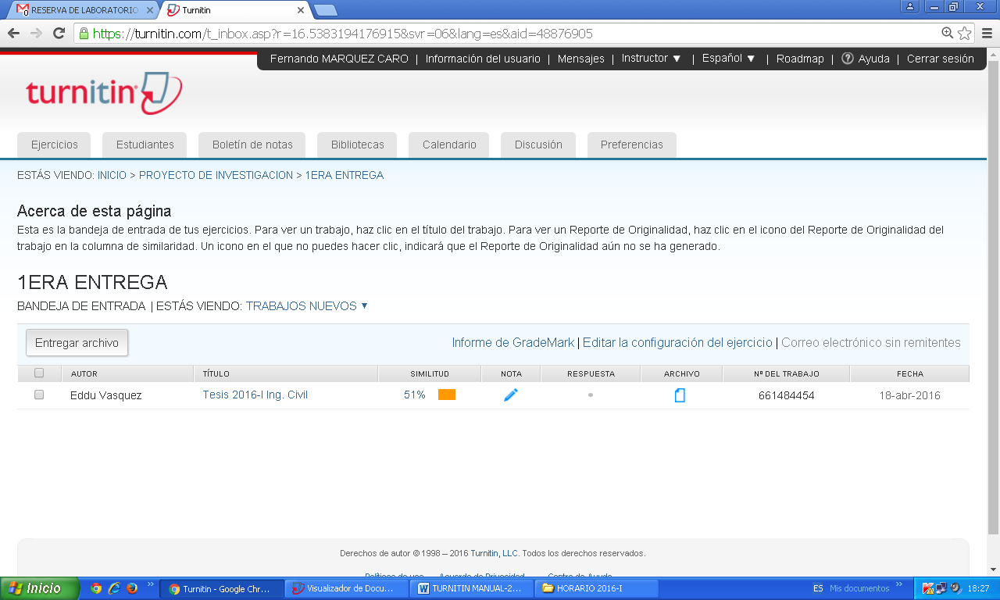 RESERVA DE LABORATORIO
Turnitin
https://turnitin.com/t_inbox.asp?r=16.5383194176915&svr=06&lang=es&aid=48876905
Fernando MARQUEZ CARO | Información del usuario | Mensajes | Instructor ▼ | Español ▼ | Roadmap | ? Ayuda | Cerrar sesión
turnitin
Ejercicios Estudiantes Boletín de notas Bibliotecas Calendario Discusión Preferencias
ESTÁS VIENDO: INICIO > PROYECTO DE INVESTIGACION > 1ERA ENTREGA
Acerca de esta página
Esta es la bandeja de entrada de tus ejercicios. Para ver un trabajo, haz clic en el título del trabajo. Para ver un Reporte de Originalidad, haz clic en el icono del Reporte de Originalidad del
trabajo en la columna de similaridad. Un icono en el que no puedes hacer clic, indicará que el Reporte de Originalidad aún no se ha generado.
1ERA ENTREGA
BANDEJA DE ENTRADA | ESTÁS VIENDO: TRABAJOS NUEVOS ▼
Entregar archivo Informe de GradeMark | Editar la configuración del ejercicio | Correo electrónico sin remitentes
AUTOR TÍTULO SIMILITUD NOTA RESPUESTA ARCHIVO Nº DEL TRABAJO FECHA
Eddu Vasquez Tesis 2016-I Ing. Civil 51% 661484454 18-abr-2016
Derechos de autor © 1998 – 2016 Turnitin, LLC. Todos los derechos reservados.
Políticas de uso Acuerdo de Privacidad Centro de Ayuda
Inicio Turnitin - Google Chr... Visualizador de Docu... TURNITIN MANUAL-2... HORARIO 2016-I ES Mis documentos 18:27